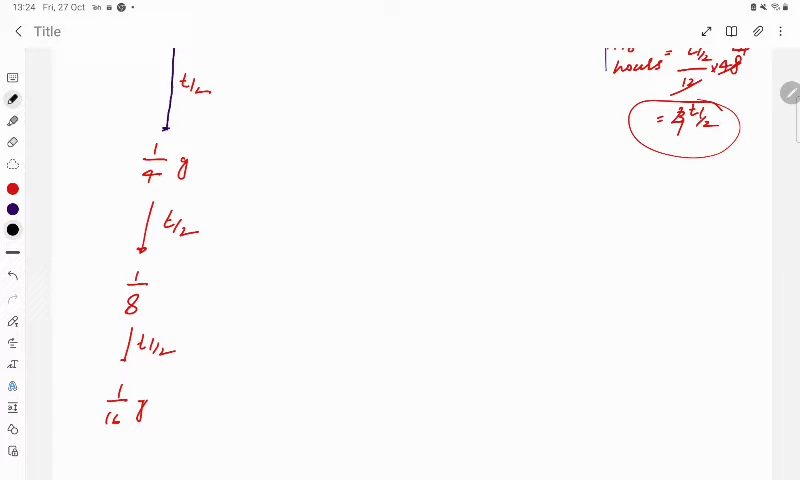 13:24 Fri, 27 Oct
Title
t1/2
1/4 g
t1/2
1/8
t1/2
1/16 g
hours = t1/2
12 × 48
= t1/2